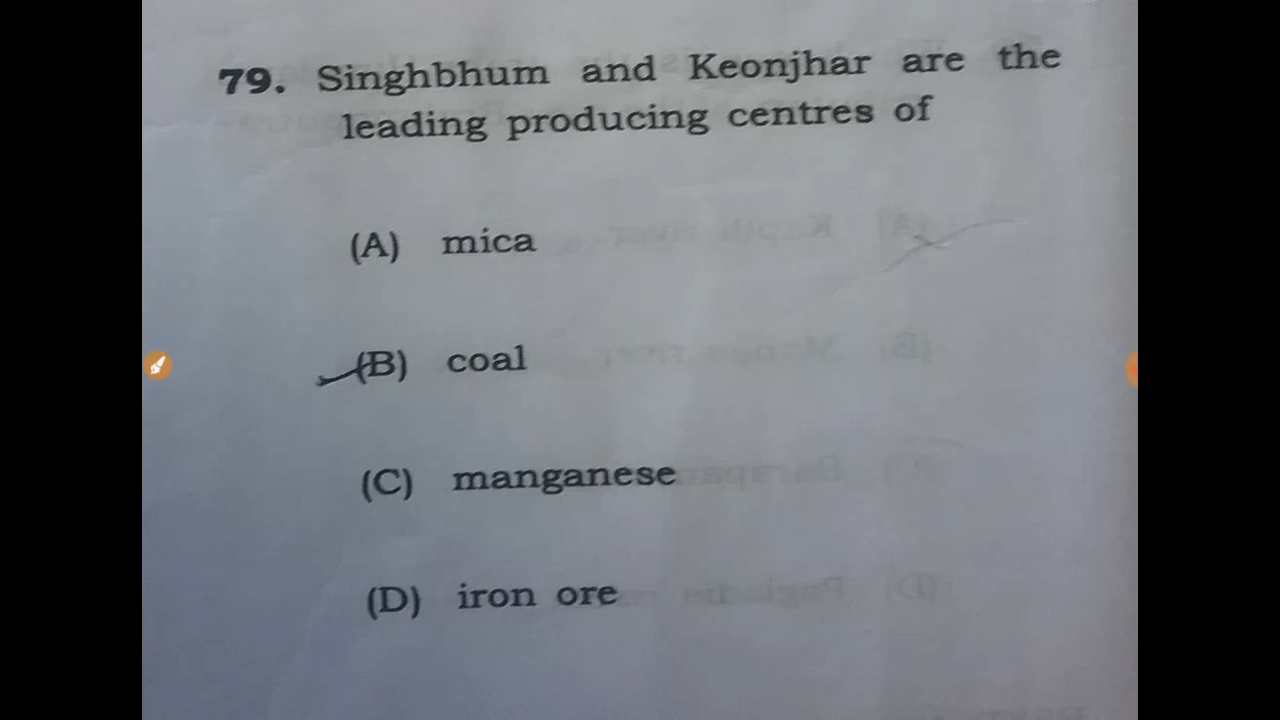 79. Singhbhum and Keonjhar are the
leading producing centres of
(A) mica
(B) coal
(C) manganese
(D) iron ore